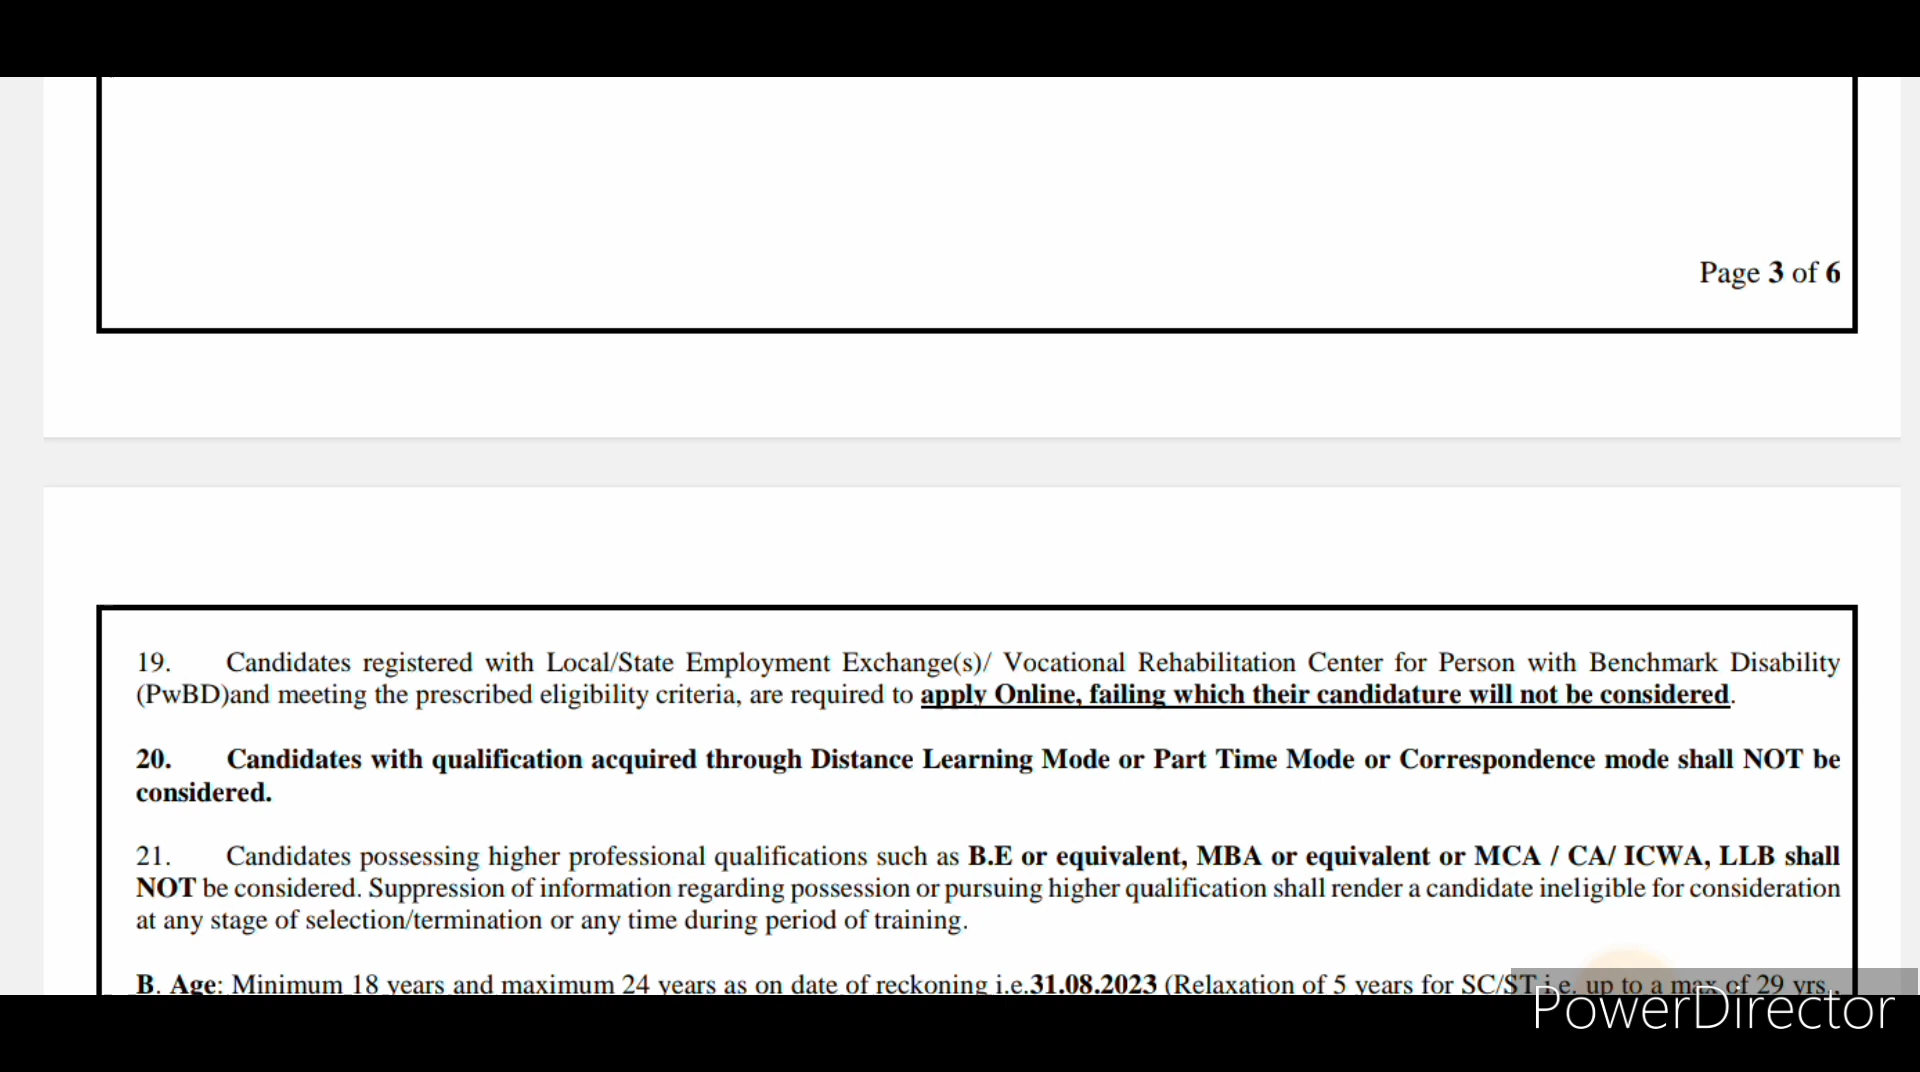 Page 3 of 6
19. Candidates registered with Local/State Employment Exchange(s)/ Vocational Rehabilitation Center for Person with Benchmark Disability
(PwBD)and meeting the prescribed eligibility criteria, are required to apply Online, failing which their candidature will not be considered.
20. Candidates with qualification acquired through Distance Learning Mode or Part Time Mode or Correspondence mode shall NOT be
considered.
21. Candidates possessing higher professional qualifications such as B.E or equivalent, MBA or equivalent or MCA / CA/ ICWA, LLB shall
NOT be considered. Suppression of information regarding possession or pursuing higher qualification shall render a candidate ineligible for consideration
at any stage of selection/termination or any time during period of training.
B. Age: Minimum 18 years and maximum 24 years as on date of reckoning i.e.31.08.2023 (Relaxation of 5 years for SC/ST i.e. up to a max of 29 yrs.,
PowerDirector